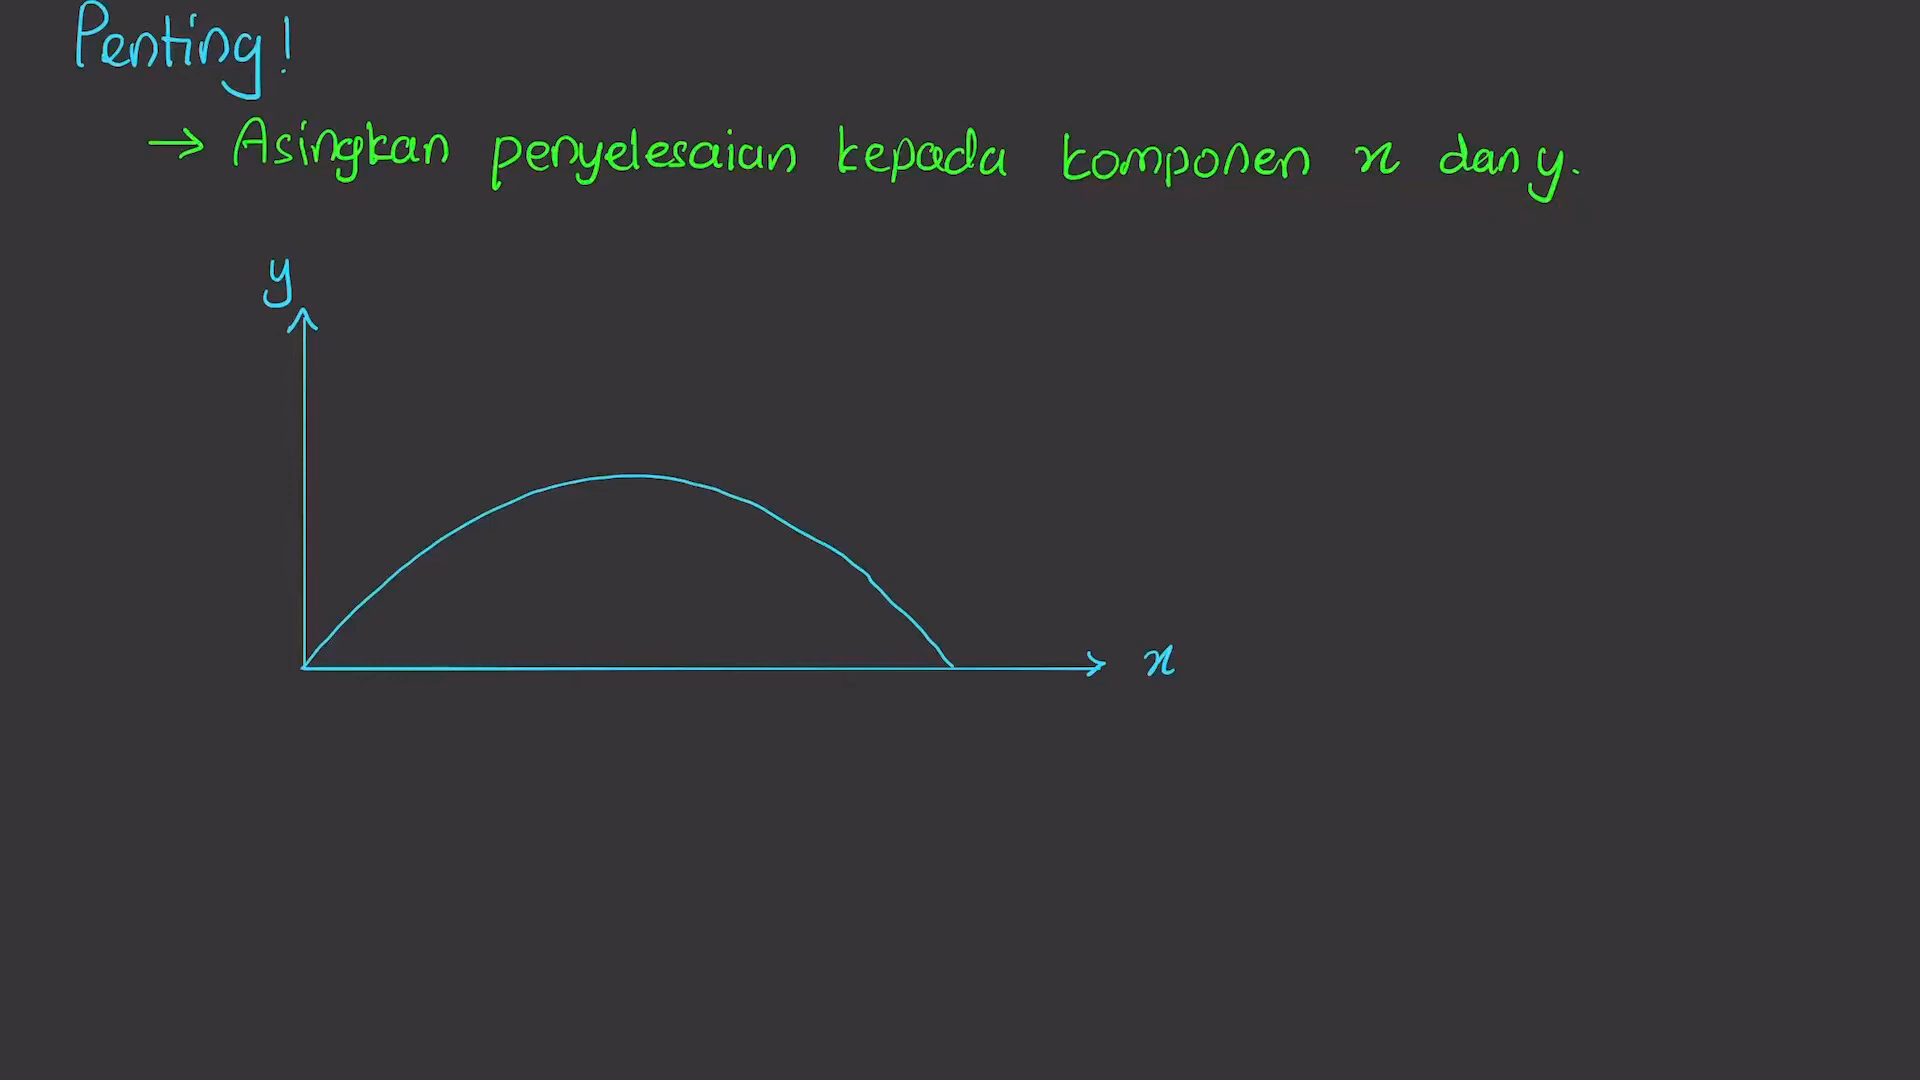 Penting!
→ Asingkan penyelesaian kepada komponen x dan y.
y
x